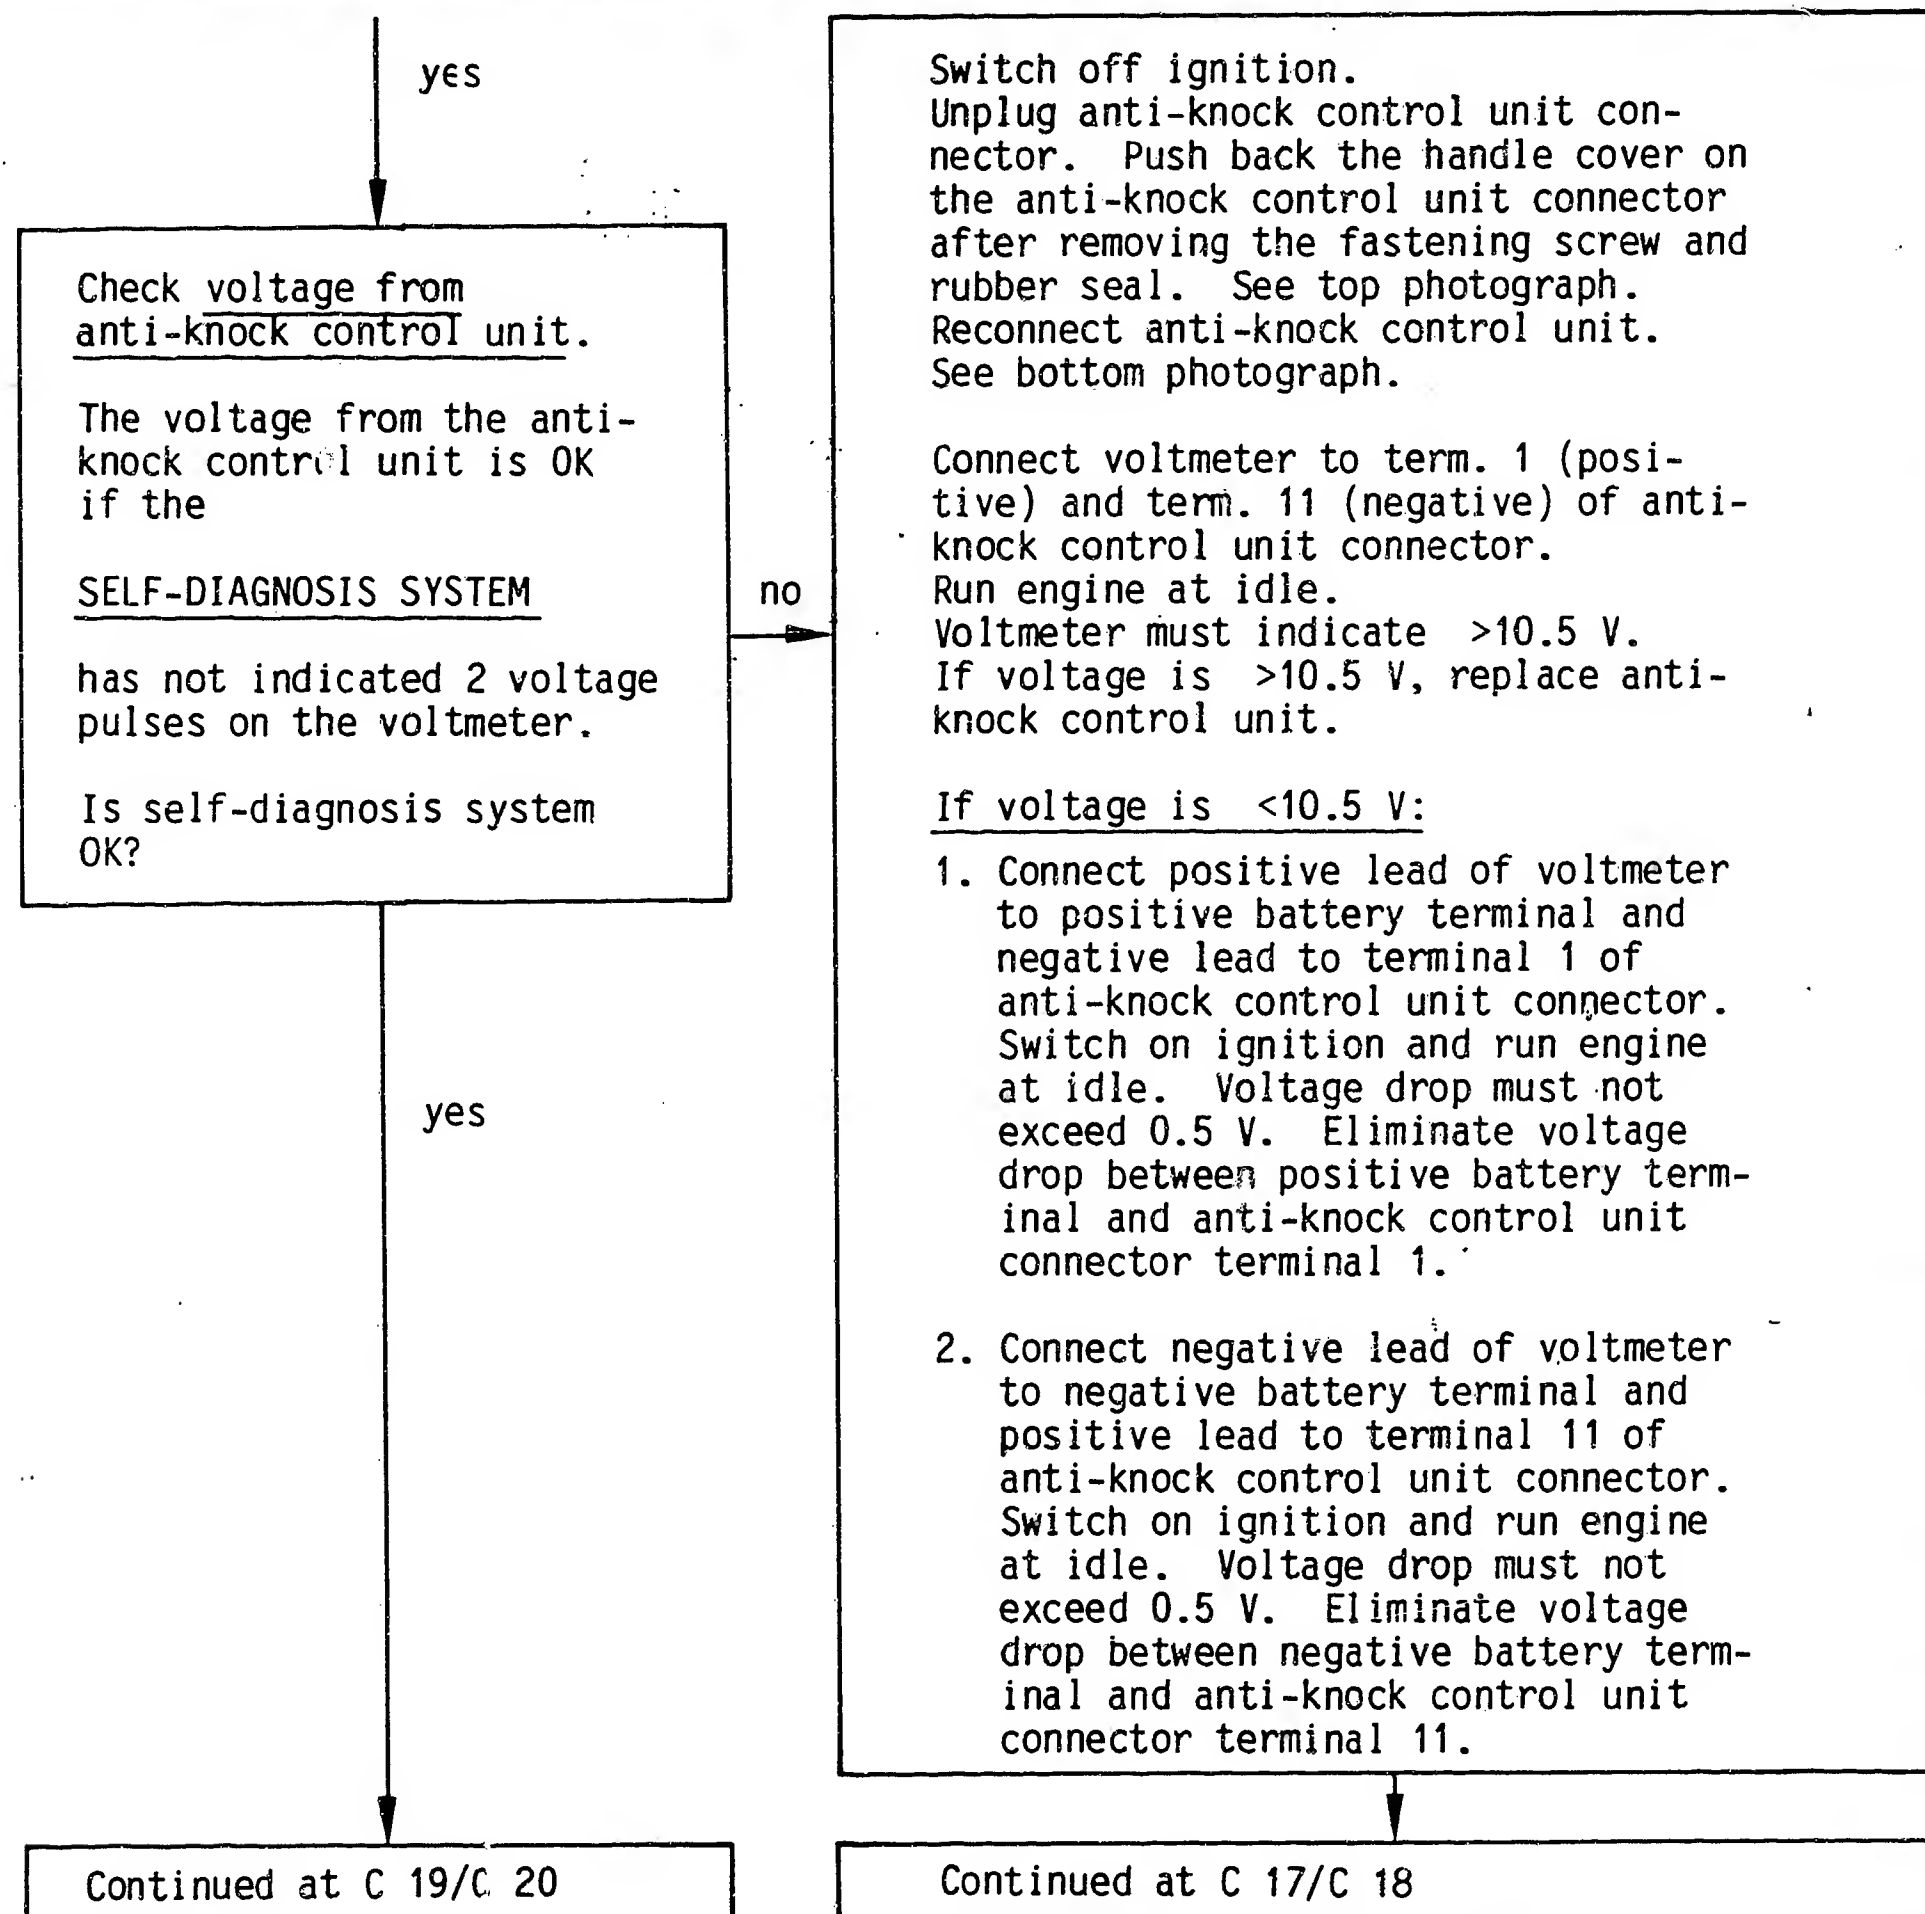 yes
Check voltage from
anti-knock control unit.
The voltage from the anti-
knock control unit is OK
if the
SELF-DIAGNOSIS SYSTEM
has not indicated 2 voltage
pulses on the voltmeter.
Is self-diagnosis system
OK?
no
yes
Continued at C 19/C 20
Switch off ignition.
Unplug anti-knock control unit con-
nector. Push back the handle cover on
the anti-knock control unit connector
after removing the fastening screw and
rubber seal. See top photograph.
Reconnect anti-knock control unit.
See bottom photograph.
Connect voltmeter to term. 1 (posi-
tive) and term. 11 (negative) of anti-
knock control unit connector.
Run engine at idle.
Voltmeter must indicate >10.5 V.
If voltage is >10.5 V, replace anti-
knock control unit.
If voltage is <10.5 V:
1. Connect positive lead of voltmeter
to positive battery terminal and
negative lead to terminal 1 of
anti-knock control unit connector.
Switch on ignition and run engine
at idle. Voltage drop must not
exceed 0.5 V. Eliminate voltage
drop between positive battery term-
inal and anti-knock control unit
connector terminal 1.
2. Connect negative lead of voltmeter
to negative battery terminal and
positive lead to terminal 11 of
anti-knock control unit connector.
Switch on ignition and run engine
at idle. Voltage drop must not
exceed 0.5 V. Eliminate voltage
drop between negative battery term-
inal and anti-knock control unit
connector terminal 11.
Continued at C 17/C 18